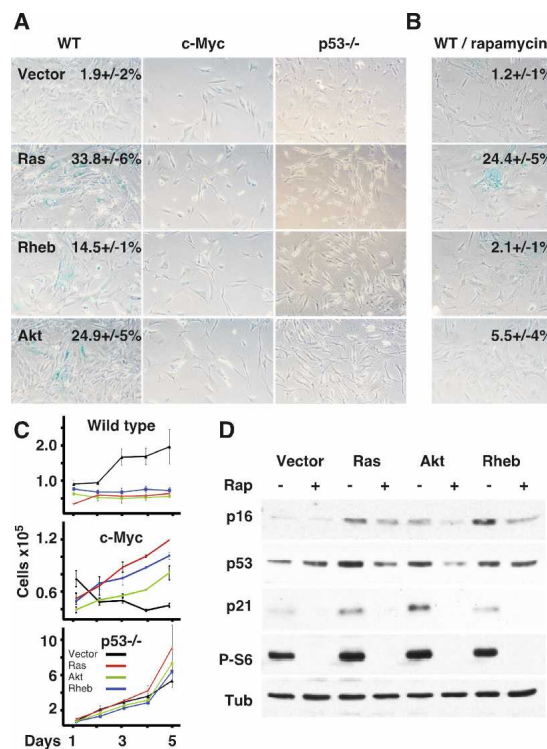 A
B
WT c-Myc p53-/- WT / rapamycin
Vector 1.9+/-2% 1.2+/-1%
Ras 33.8+/-6% 24.4+/-5%
Rheb 14.5+/-1% 2.1+/-1%
Akt 24.9+/-5% 5.5+/-4%
C
Wild type
2.0
1.0
c-Myc
1.0
0.6
Cells x10⁵
p53-/-
10
6
2
Vector
Ras
Akt
Rheb
Days 1 3 5
D
Vector Ras Akt Rheb
Rap - + - + - + - +
p16
p53
p21
P-S6
Tub